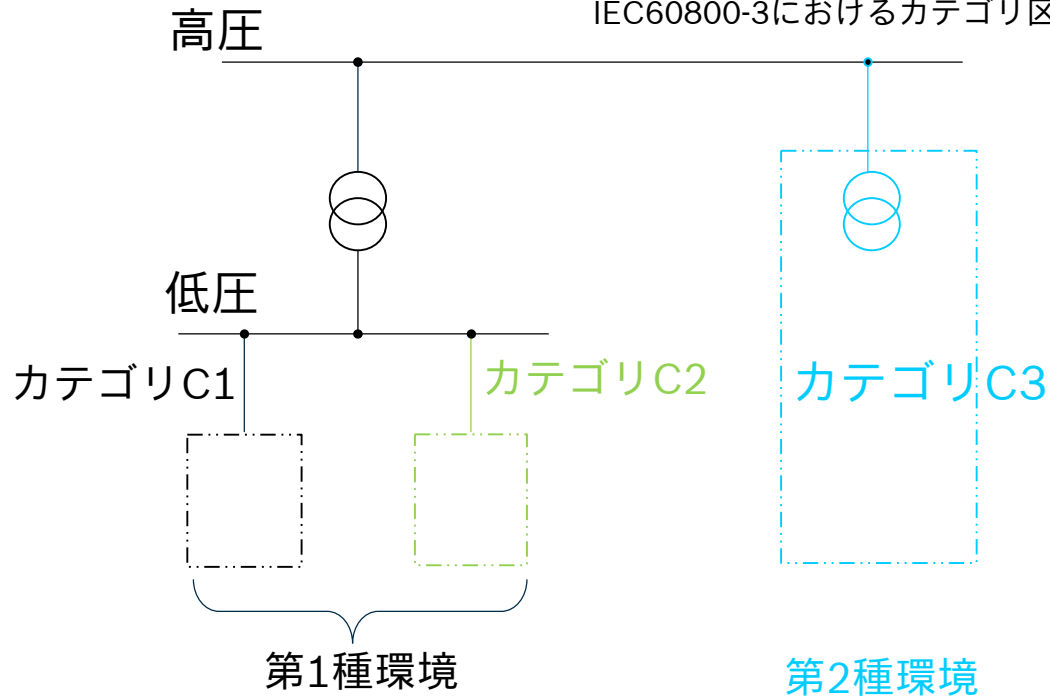 IEC60800-3におけるカテゴリ区
高圧
低圧
カテゴリC1
カテゴリC2
カテゴリC3
第1種環境
第2種環境